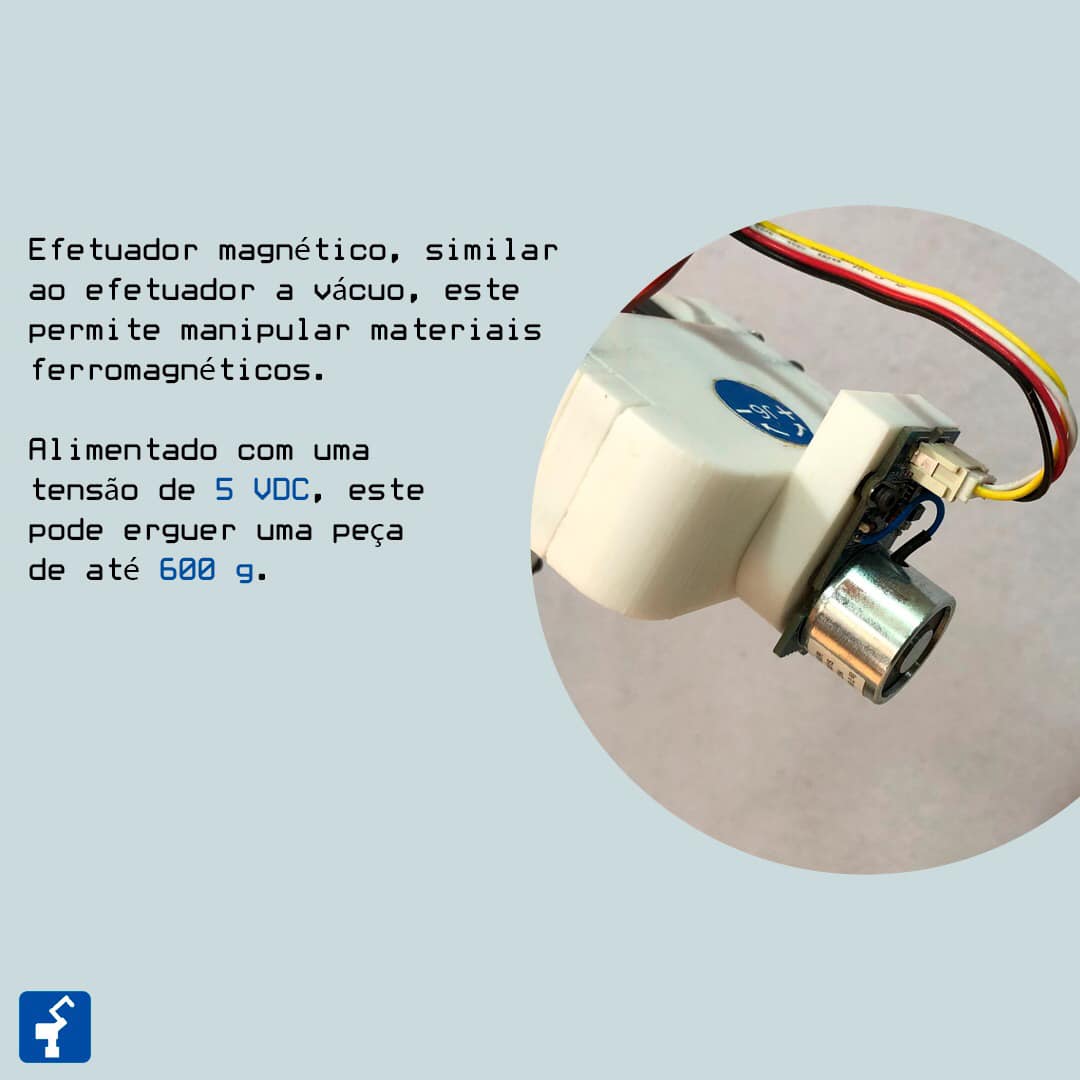 Efetuador magnético, similar
ao efetuador a vácuo, este
permite manipular materiais
ferromagnéticos.
Alimentado com uma
tensão de 5 VDC, este
pode erguer uma peça
de até 600 g.
- J6 +